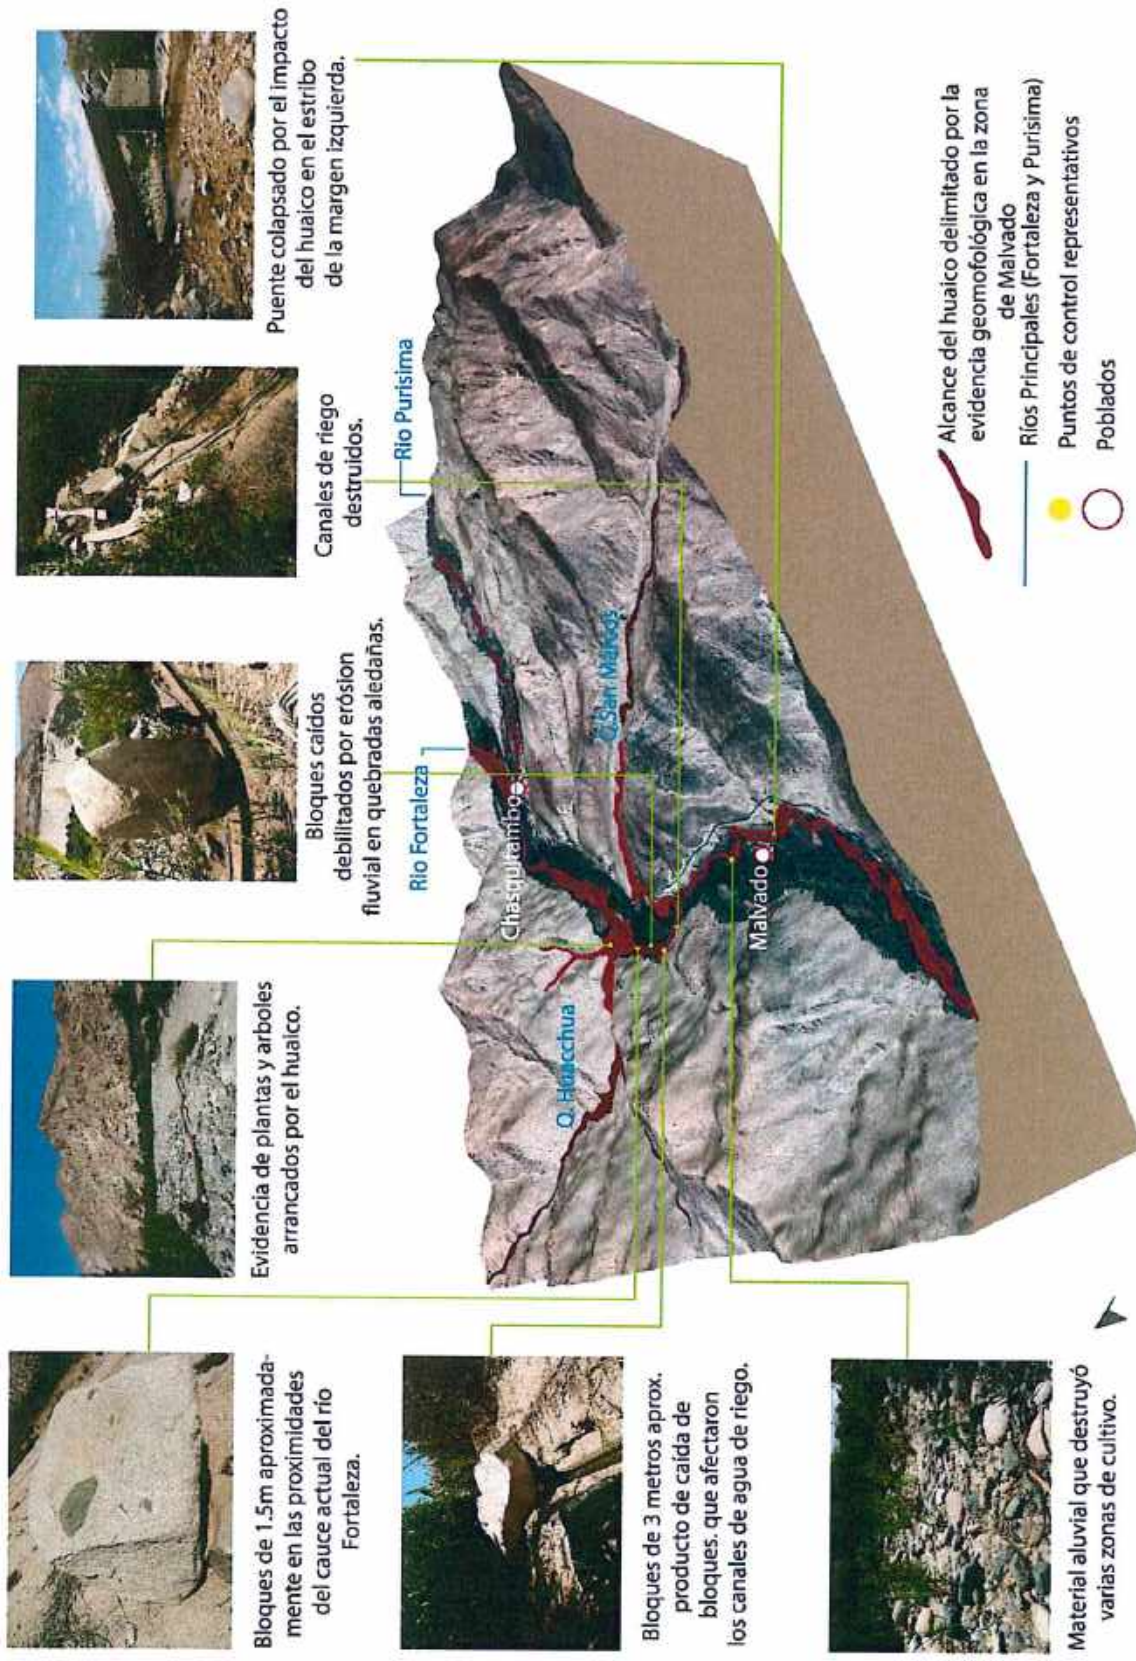 Bloques de 1.5m aproximada-
mente en las proximidades
del cauce actual del río
Fortaleza.
Evidencia de plantas y arboles
arrancados por el huaico.
Bloques caídos
debilitados por erósion
fluvial en quebradas aledañas.
Canales de riego
destruidos.
Puente colapsado por el impacto
del huaico en el estribo
de la margen izquierda.
Bloques de 3 metros aprox.
producto de caída de
bloques. que afectaron
los canales de agua de riego.
Material aluvial que destruyó
varias zonas de cultivo.
Rio Fortaleza
Rio Purisima
Chasquitambo
Q. Huacchua
Q.San Marcos
Malvado
Alcance del huaico delimitado por la
evidencia geomofológica en la zona
de Malvado
Ríos Principales (Fortaleza y Purisima)
Puntos de control representativos
Poblados